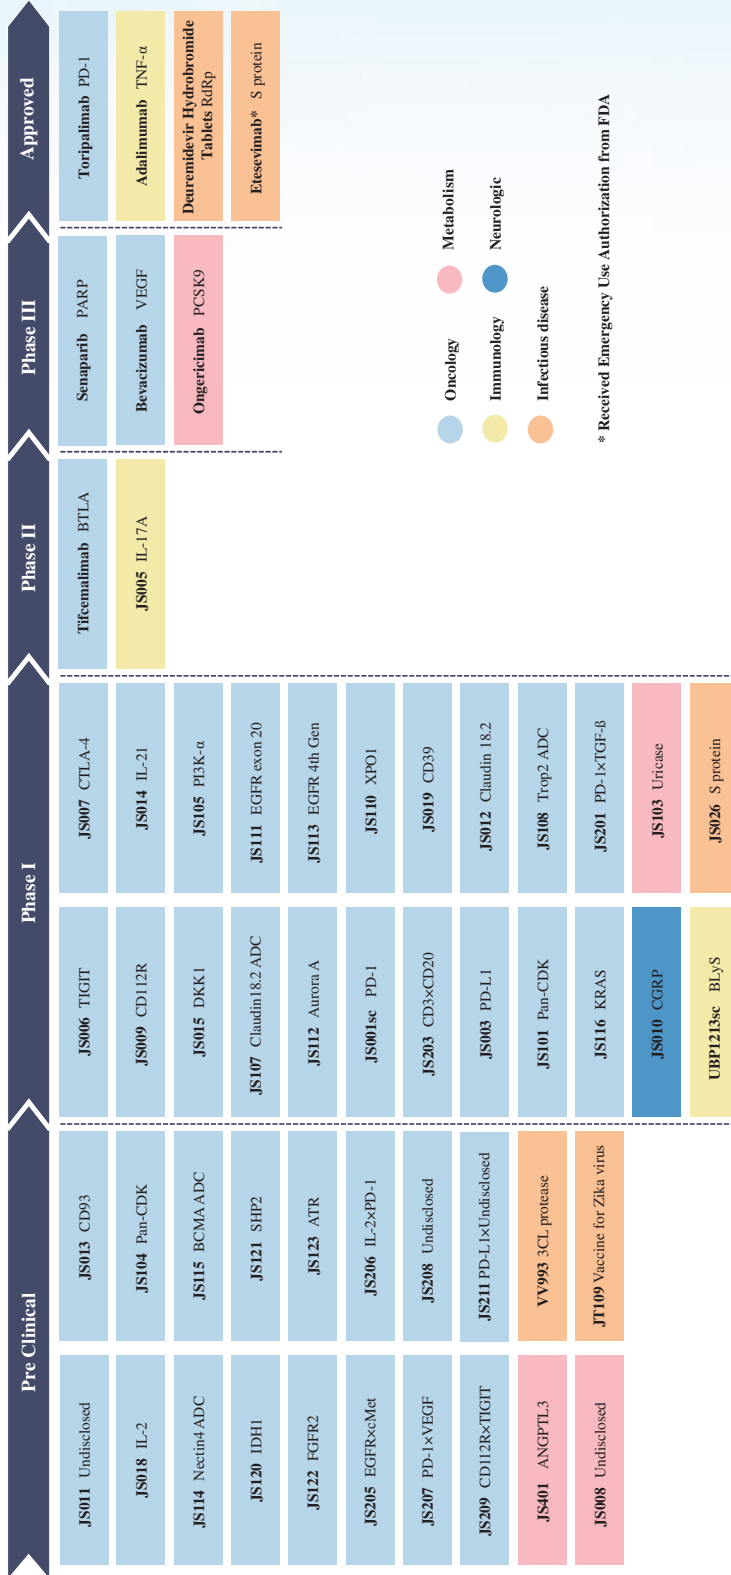 Pre Clinical
Phase I
Phase II
Phase III
Approved
JS011 Undisclosed
JS018 IL-2
JS114 Nectin4 ADC
JS120 IDH1
JS122 FGFR2
JS205 EGFR×cMet
JS207 PD-1×VEGF
JS209 CD112R×TIGIT
JS401 ANGPTL3
JS008 Undisclosed
JS013 CD93
JS104 Pan-CDK
JS115 BCMA ADC
JS121 SHP2
JS123 ATR
JS206 IL-2×PD-1
JS208 Undisclosed
JS211 PD-L1×Undisclosed
VV993 3CL protease
JT109 Vaccine for Zika virus
JS006 TIGIT
JS009 CD112R
JS015 DKK1
JS107 Claudin18.2 ADC
JS112 Aurora A
JS001sc PD-1
JS203 CD3×CD20
JS003 PD-L1
JS101 Pan-CDK
JS116 KRAS
JS010 CGRP
UBP1213sc BLyS
JS007 CTLA-4
JS014 IL-21
JS105 PI3K-α
JS111 EGFR exon 20
JS113 EGFR 4th Gen
JS110 XPO1
JS019 CD39
JS012 Claudin 18.2
JS108 Trop2 ADC
JS201 PD-1×TGF-ß
JS103 Uricase
JS026 S protein
Tifcemalimab BTLA
JS005 IL-17A
Senaparib PARP
Bevacizumab VEGF
Ongericimab PCSK9
Toripalimab PD-1
Adalimumab TNF-α
Deuremidevir Hydrobromide
Tablets RdRp
Etesevimab* S protein
Oncology
Metabolism
Immunology
Neurologic
Infectious disease
* Received Emergency Use Authorization from FDA